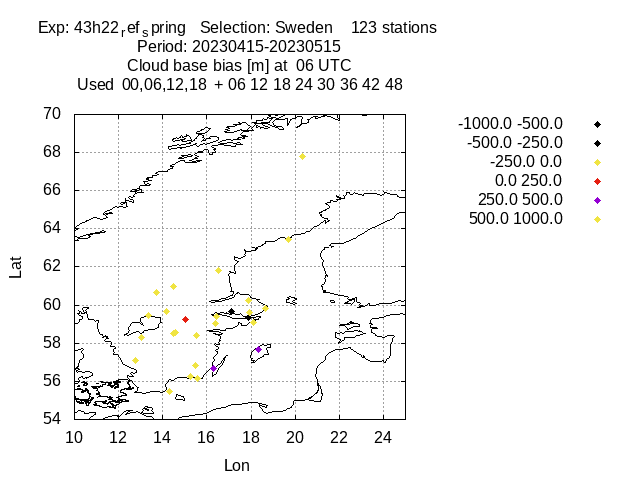 Exp: 43h22refspring   Selection: Sweden    123 stations
Period: 20230415-20230515
Cloud base bias [m] at  06 UTC
Used  00,06,12,18  + 06 12 18 24 30 36 42 48
-1000.0 -500.0
-500.0 -250.0
-250.0 0.0
0.0 250.0
250.0 500.0
500.0 1000.0
70
68
66
64
62
60
58
56
54
Lat
10 12 14 16 18 20 22 24
Lon